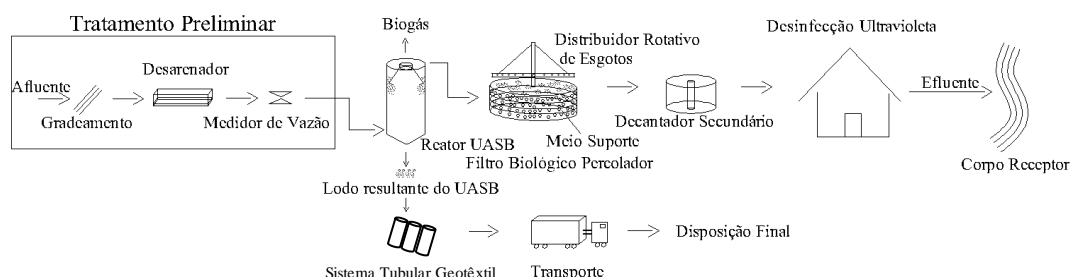 Tratamento Preliminar
Afluente
Gradeamento
Desarenador
Medidor de Vazão
Biogás
Reator UASB
Distribuidor Rotativo
de Esgotos
Meio Suporte
Filtro Biológico Percolador
Decantador Secundário
Desinfecção Ultravioleta
Efluente
Corpo Receptor
Lodo resultante do UASB
Sistema Tubular Geotêxtil
Transporte
Disposição Final